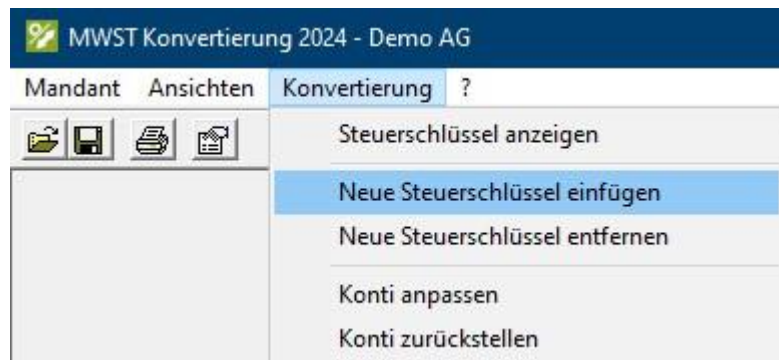 MWST Konvertierung 2024 - Demo AG
Mandant Ansichten Konvertierung ?
Steuerschlüssel anzeigen
Neue Steuerschlüssel einfügen
Neue Steuerschlüssel entfernen
Konti anpassen
Konti zurückstellen